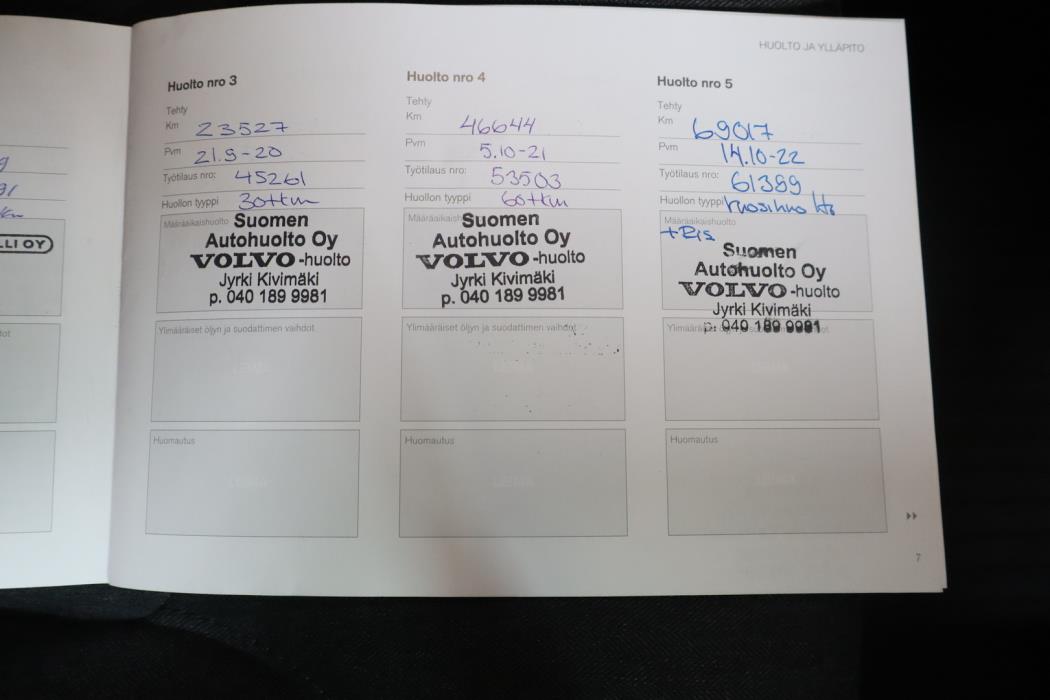 HUOLTO JA YLLÄPITO
LLI OY
Huolto nro 3
Tehty
Km 23527
Pvm 21.9-20
Työtilaus nro: 45261
Huollon tyyppi 30tkm
Määräaikaishuolto
Suomen
Autohuolto Oy
VOLVO-huolto
Jyrki Kivimäki
p. 040 189 9981
Ylimääräiset öljyn ja suodattimen vaihdot
Huomautus
Huolto nro 4
Tehty
Km 46644
Pvm 5.10-21
Työtilaus nro: 53503
Huollon tyyppi 60tkm
Määräaikaish
Suomen
Autohuolto Oy
VOLVO-huolto
Jyrki Kivimäki
p. 040 189 9981
Ylimääräiset öljyn ja suodattimen vaihdot
Huomautus
Huolto nro 5
Tehty
Km 69017
Pvm 14.10-22
Työtilaus nro: 61389
Huollon tyyppi Vuosihuolto
Määräaikaishuolto
Suomen
Autohuolto Oy
VOLVO-huolto
Jyrki Kivimäki
p. 040 189 9981
Huomautus
7